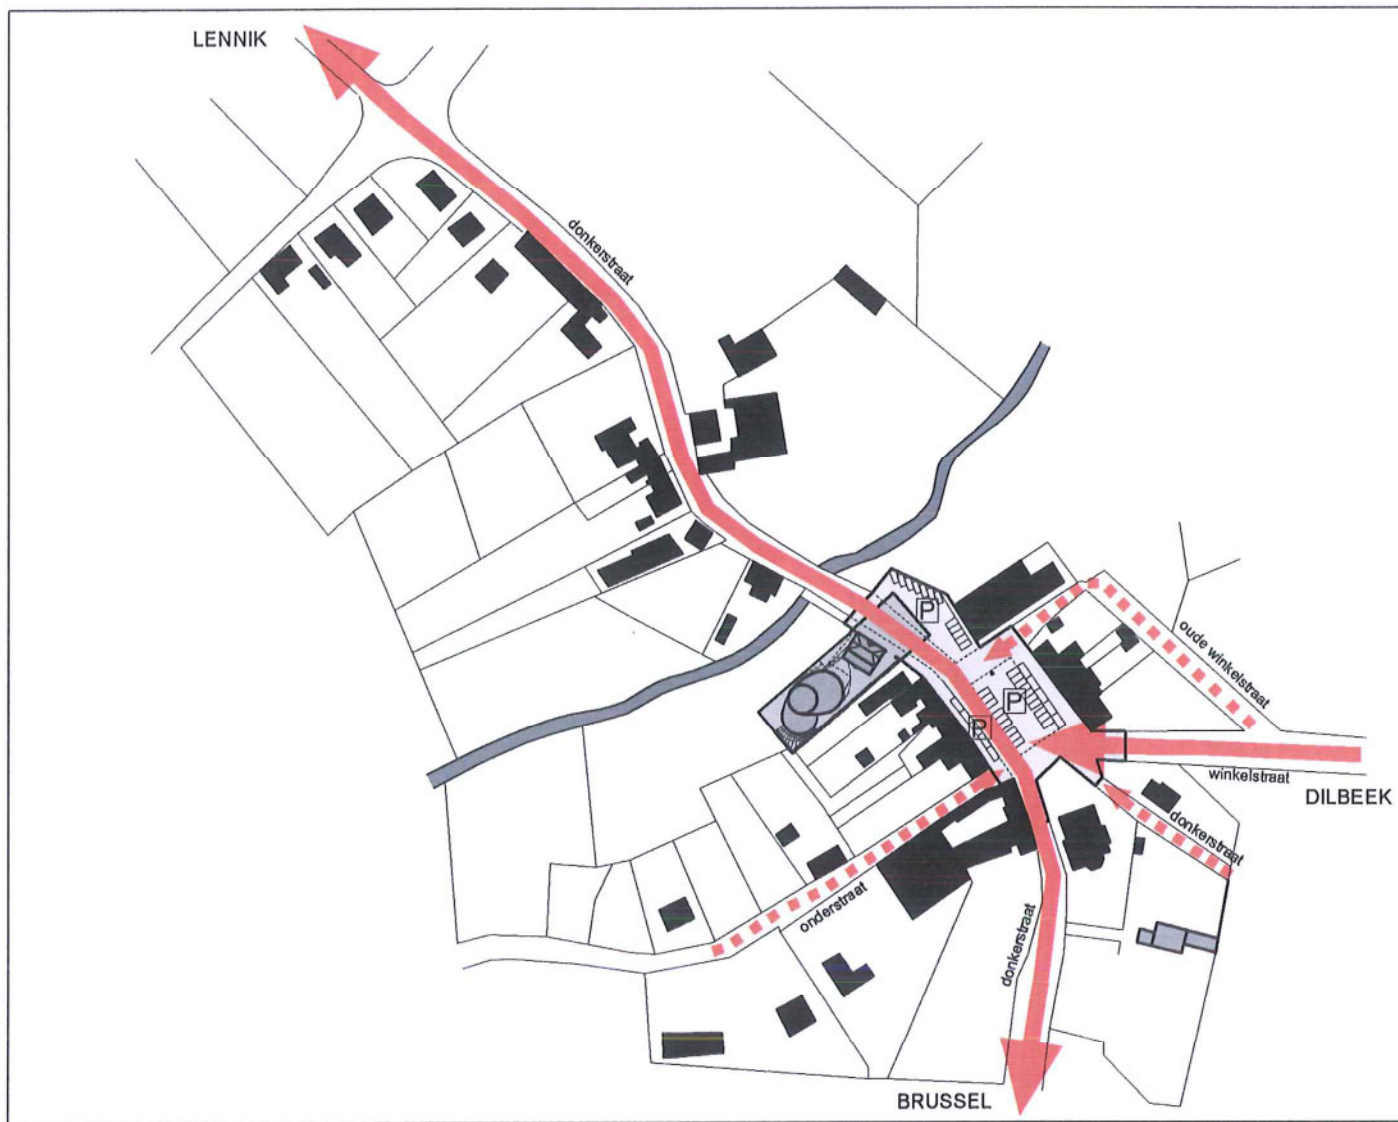 LENNIK
donkerstraat
P
oude winkelstraat
P
P
winkelstraat
DILBEEK
donkerstraat
onderstraat
donkerstraat
BRUSSEL